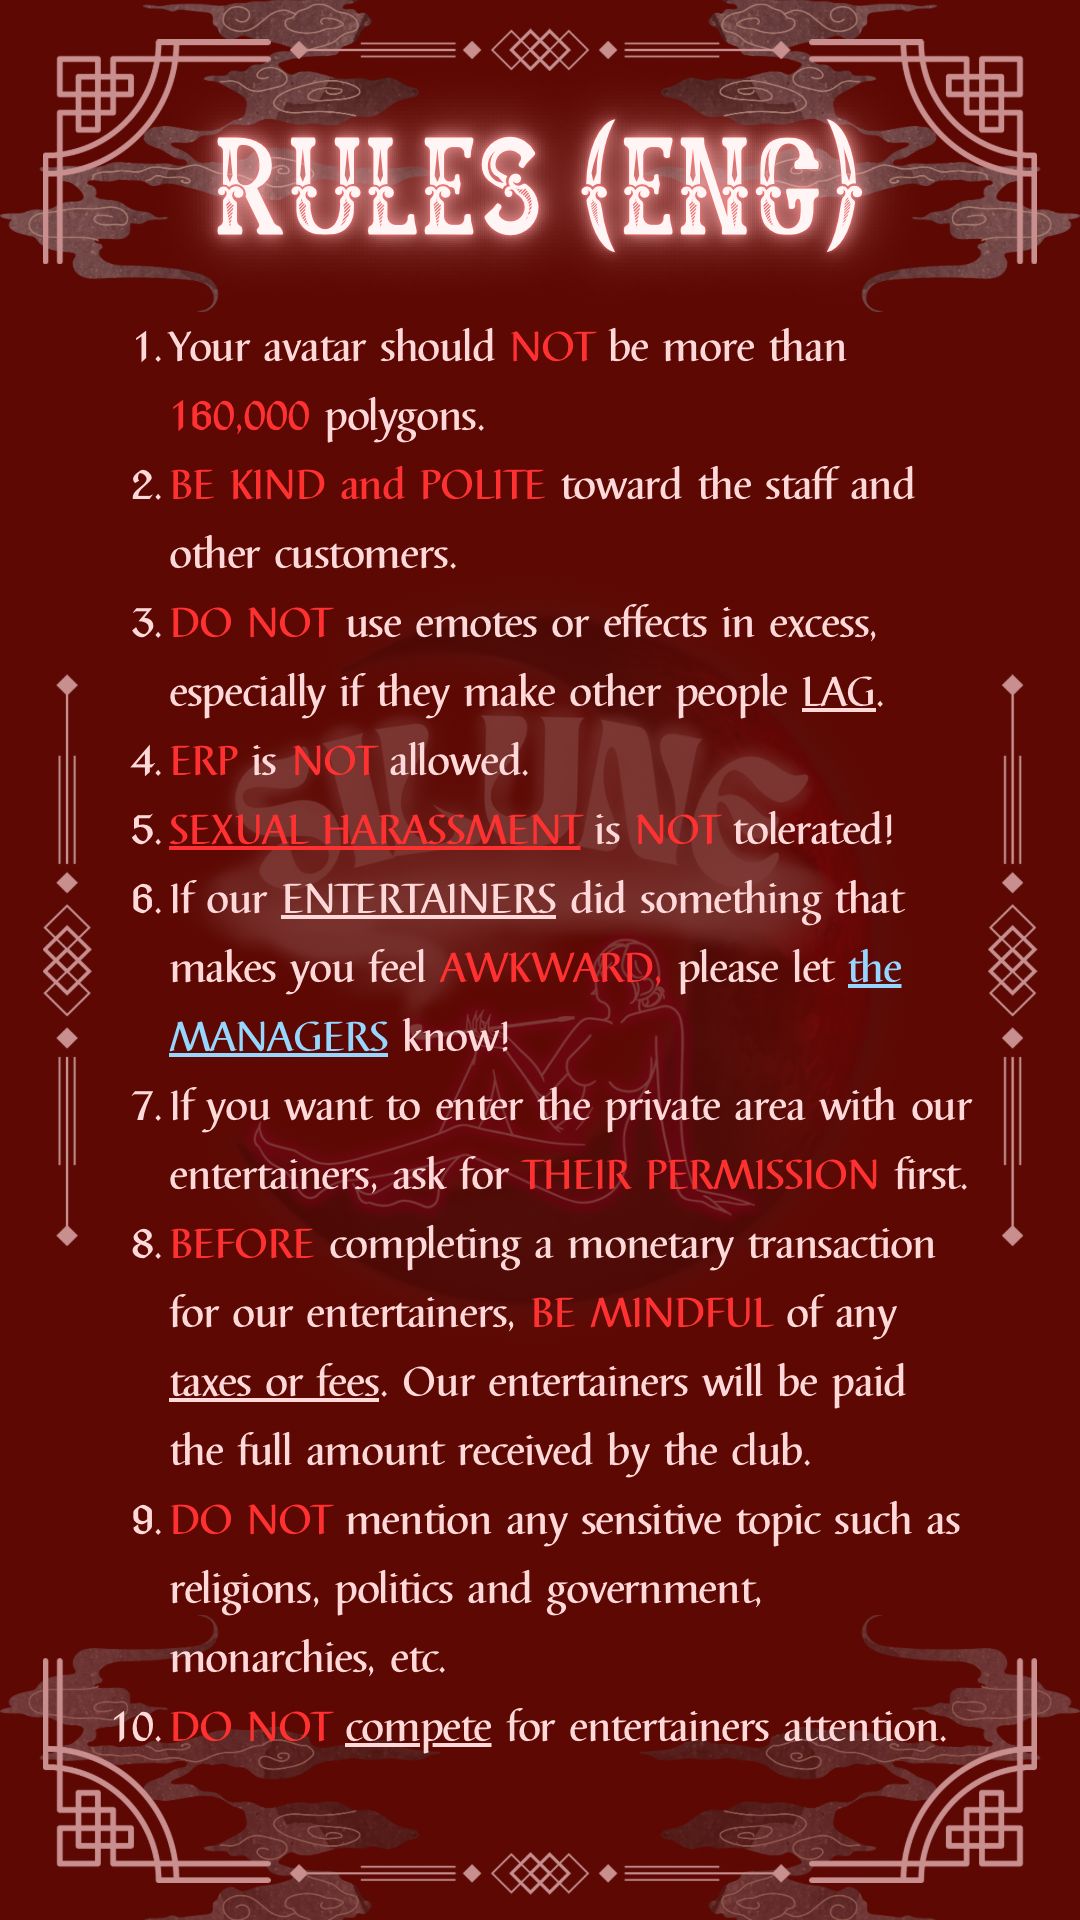 RULES (ENG)
1. Your avatar should NOT be more than
160,000 polygons.
2. BE KIND and POLITE toward the staff and
other customers.
3. DO NOT use emotes or effects in excess,
especially if they make other people LAG.
4. ERP is NOT allowed.
5. SEXUAL HARASSMENT is NOT tolerated!
6. If our ENTERTAINERS did something that
makes you feel AWKWARD, please let the
MANAGERS know!
7. If you want to enter the private area with our
entertainers, ask for THEIR PERMISSION first.
8. BEFORE completing a monetary transaction
for our entertainers, BE MINDFUL of any
taxes or fees. Our entertainers will be paid
the full amount received by the club.
9. DO NOT mention any sensitive topic such as
religions, politics and government,
monarchies, etc.
10. DO NOT compete for entertainers attention.